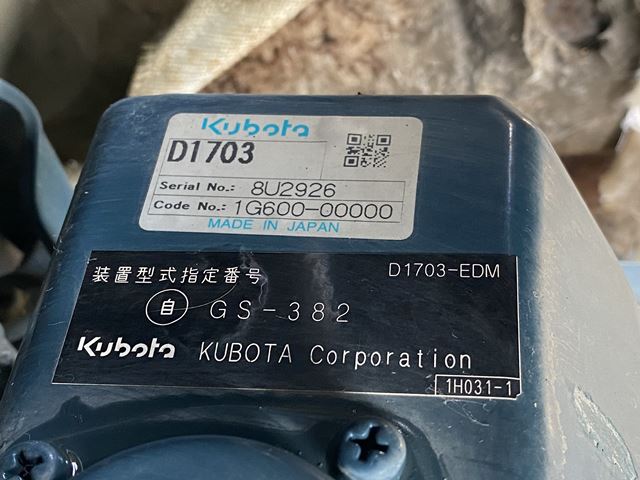 Kubota
D1703
Serial No.: 8U2926
Code No.: 1G600-00000
MADE IN JAPAN
装置型式指定番号 D1703-EDM
自 GS-382
Kubota KUBOTA Corporation
1H031-1